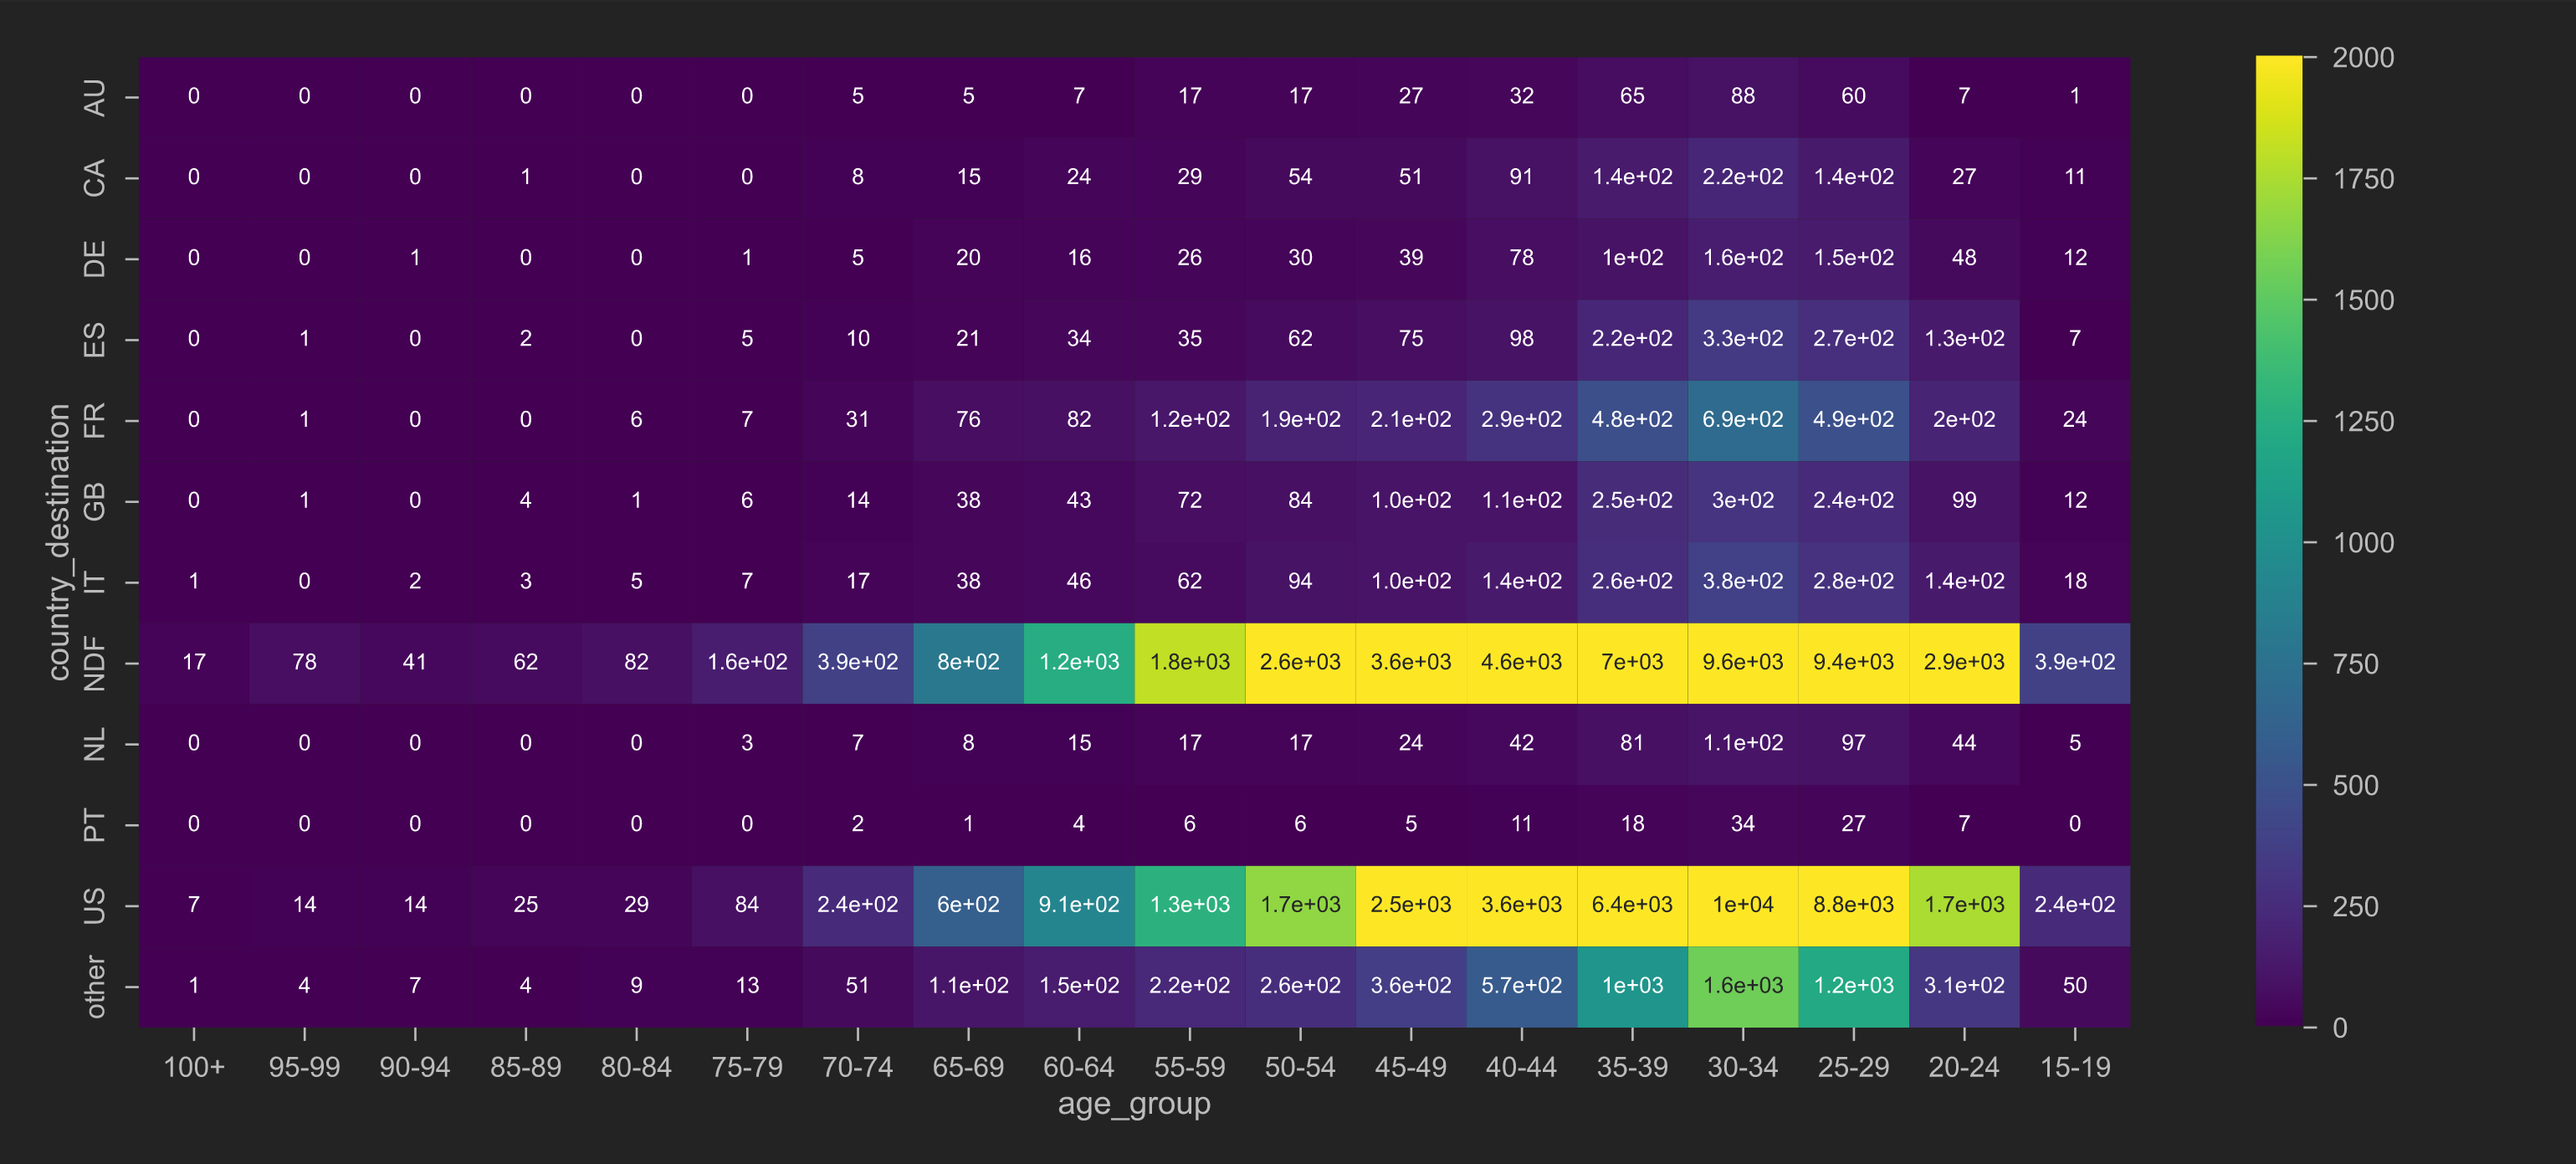 AU 0 0 0 0 0 0 5 5 7 17 17 27 32 65 88 60 7 1
CA 0 0 0 1 0 0 8 15 24 29 54 51 91 1.4e+02 2.2e+02 1.4e+02 27 11
DE 0 0 1 0 0 1 5 20 16 26 30 39 78 1e+02 1.6e+02 1.5e+02 48 12
ES 0 1 0 2 0 5 10 21 34 35 62 75 98 2.2e+02 3.3e+02 2.7e+02 1.3e+02 7
FR 0 1 0 0 6 7 31 76 82 1.2e+02 1.9e+02 2.1e+02 2.9e+02 4.8e+02 6.9e+02 4.9e+02 2e+02 24
GB 0 1 0 4 1 6 14 38 43 72 84 1.0e+02 1.1e+02 2.5e+02 3e+02 2.4e+02 99 12
IT 1 0 2 3 5 7 17 38 46 62 94 1.0e+02 1.4e+02 2.6e+02 3.8e+02 2.8e+02 1.4e+02 18
NDF 17 78 41 62 82 1.6e+02 3.9e+02 8e+02 1.2e+03 1.8e+03 2.6e+03 3.6e+03 4.6e+03 7e+03 9.6e+03 9.4e+03 2.9e+03 3.9e+02
NL 0 0 0 0 0 3 7 8 15 17 17 24 42 81 1.1e+02 97 44 5
PT 0 0 0 0 0 0 2 1 4 6 6 5 11 18 34 27 7 0
US 7 14 14 25 29 84 2.4e+02 6e+02 9.1e+02 1.3e+03 1.7e+03 2.5e+03 3.6e+03 6.4e+03 1e+04 8.8e+03 1.7e+03 2.4e+02
other 1 4 7 4 9 13 51 1.1e+02 1.5e+02 2.2e+02 2.6e+02 3.6e+02 5.7e+02 1e+03 1.6e+03 1.2e+03 3.1e+02 50
100+ 95-99 90-94 85-89 80-84 75-79 70-74 65-69 60-64 55-59 50-54 45-49 40-44 35-39 30-34 25-29 20-24 15-19
age_group
country_destination
2000
1750
1500
1250
1000
750
500
250
0